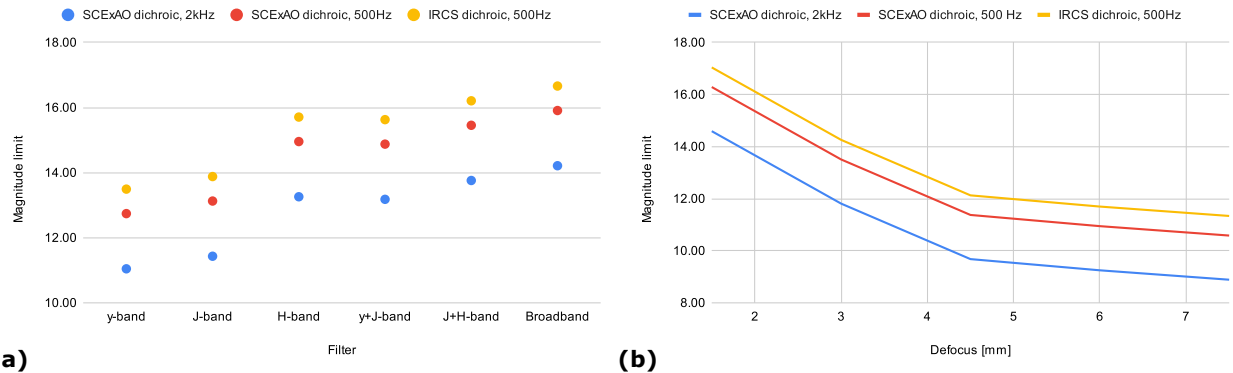 SCExAO dichroic, 2kHz SCExAO dichroic, 500Hz IRCS dichroic, 500Hz
18.00
16.00
14.00
12.00
10.00
Magnitude limit
y-band J-band H-band y+J-band J+H-band Broadband
Filter
a)
SCExAO dichroic, 2kHz SCExAO dichroic, 500 Hz IRCS dichroic, 500Hz
18.00
16.00
14.00
12.00
10.00
8.00
Magnitude limit
2 3 4 5 6 7
Defocus [mm]
(b)